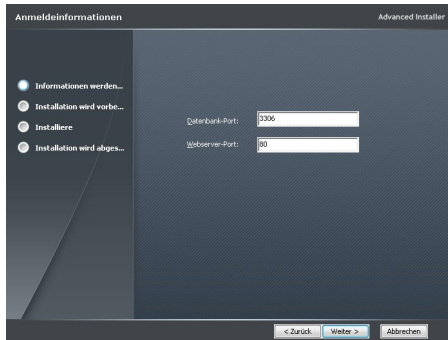 Anmeldeinformationen
Advanced Installer
Informationen werden...
Installation wird vorbe...
Installiere
Installation wird abges...
Datenbank-Port:
3306
Webserver-Port:
80
< Zurück
Weiter >
Abbrechen